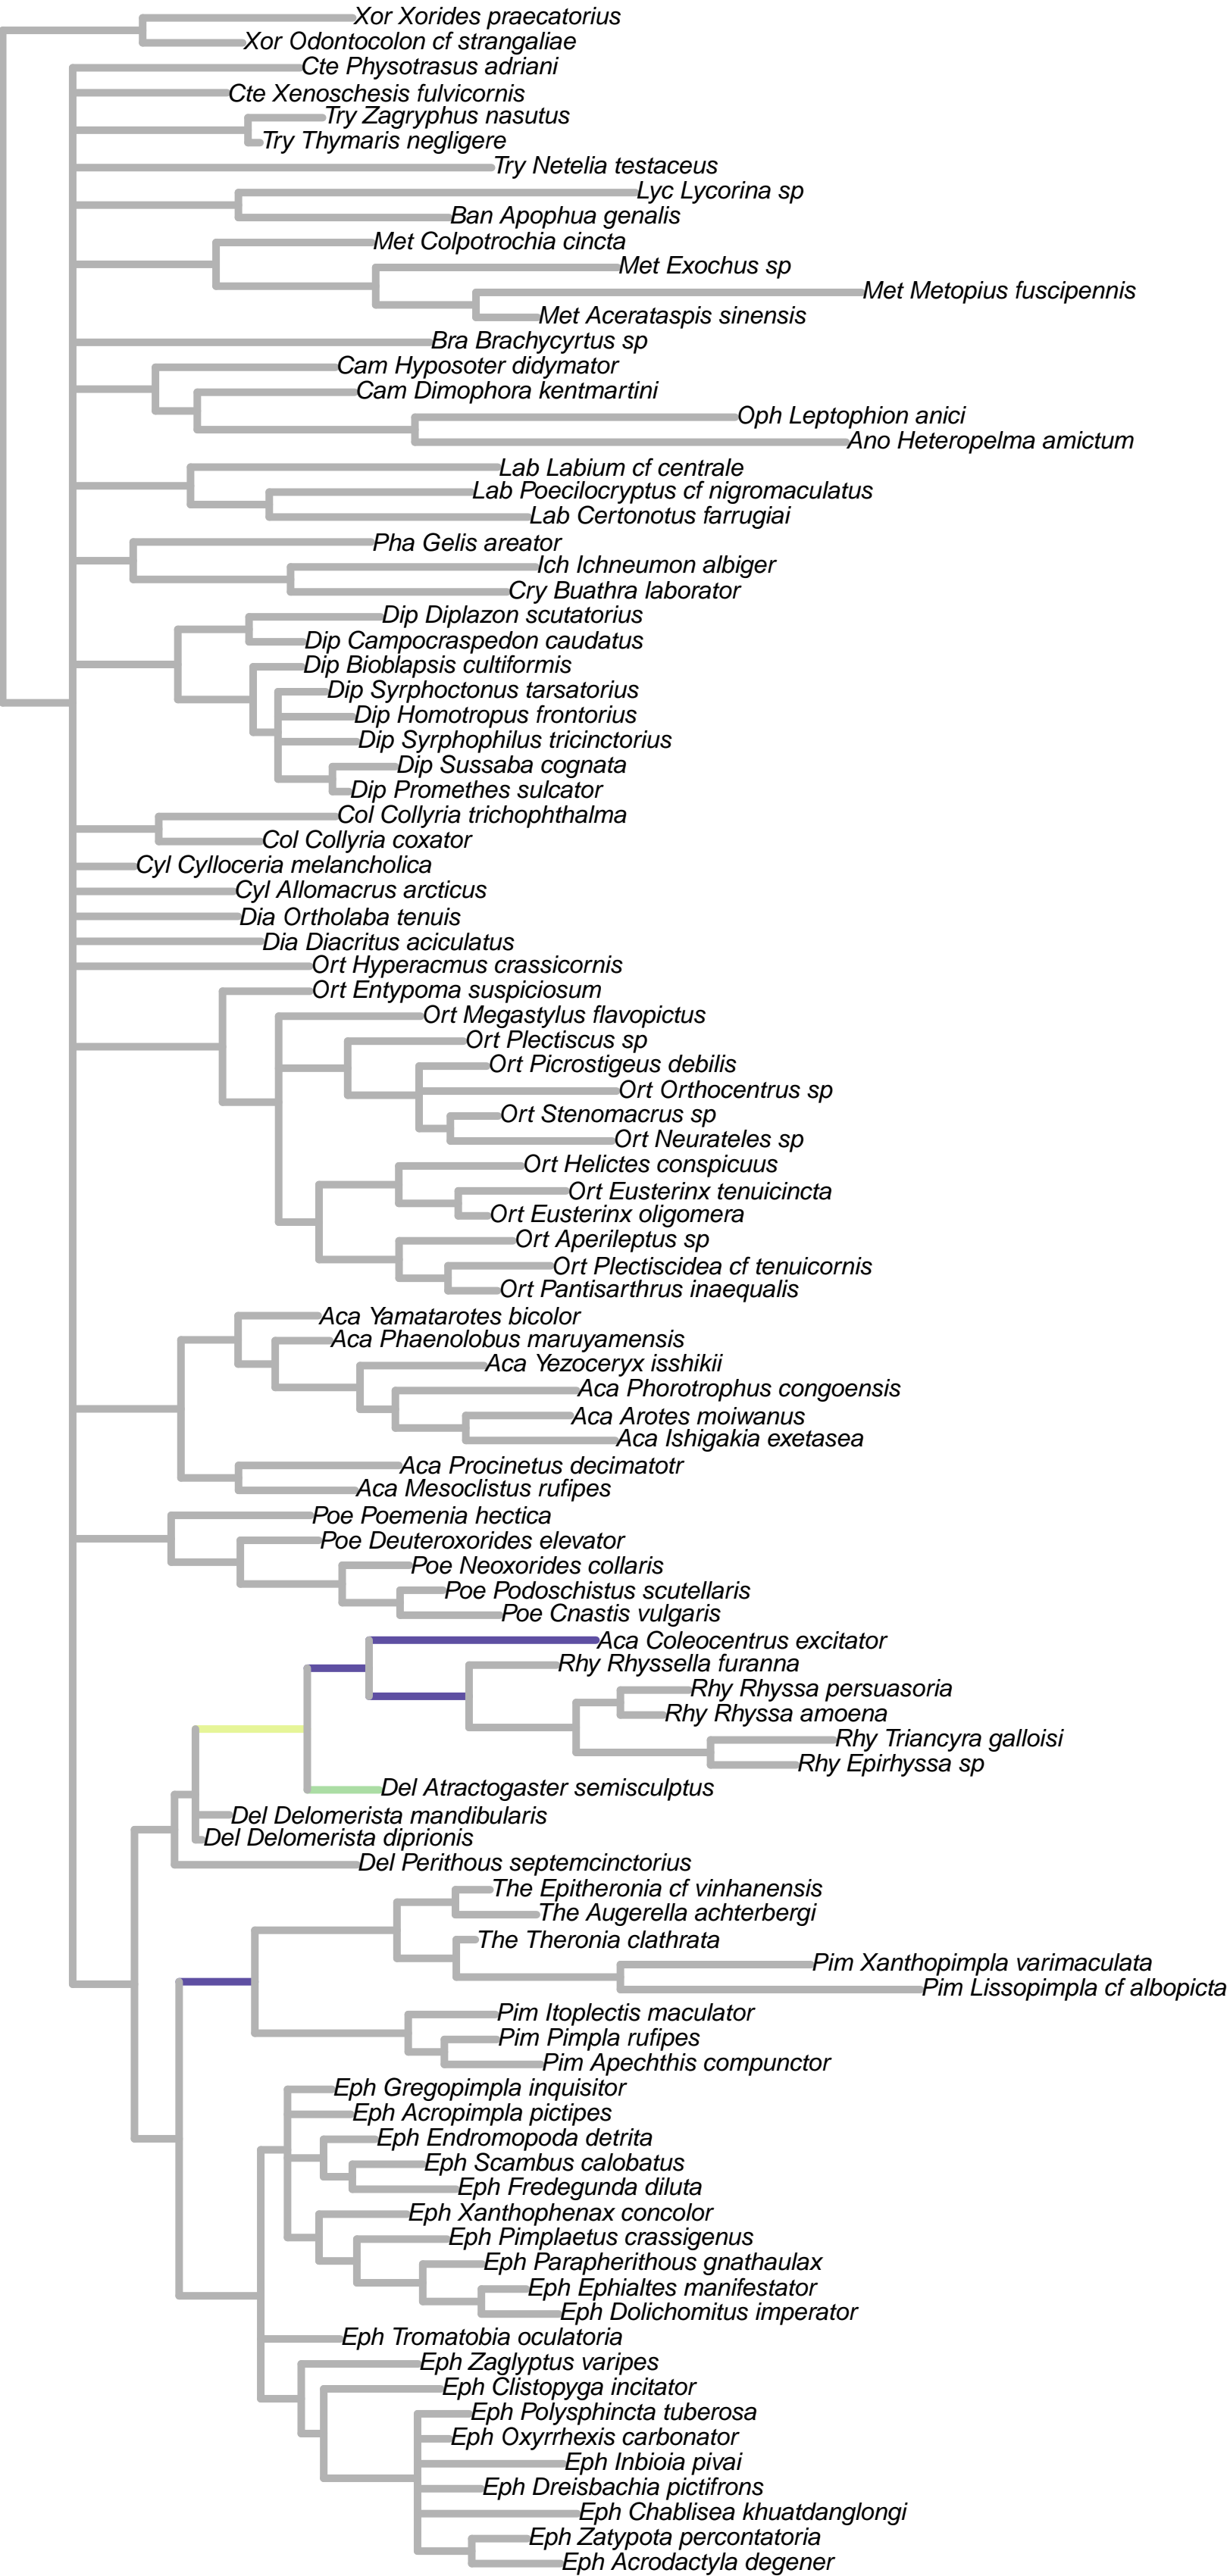 Xor Xorides praecatorius
Xor Odontocolon cf strangaliae
Cte Physotrasus adriani
Cte Xenoschesis fulvicornis
Try Zagryphus nasutus
Try Thymaris negligere
Try Netelia testaceus
Lyc Lycorina sp
Ban Apophua genalis
Met Colpotrochia cincta
Met Exochus sp
Met Metopius fuscipennis
Met Acerataspis sinensis
Bra Brachycyrtus sp
Cam Hyposoter didymator
Cam Dimophora kentmartini
Oph Leptophion anici
Ano Heteropelma amictum
Lab Labium cf centrale
Lab Poecilocryptus cf nigromaculatus
Lab Certonotus farrugiai
Pha Gelis areator
Ich Ichneumon albiger
Cry Buathra laborator
Dip Diplazon scutatorius
Dip Campocraspedon caudatus
Dip Bioblapsis cultiformis
Dip Syrphoctonus tarsatorius
Dip Homotropus frontorius
Dip Syrphophilus tricinctorius
Dip Sussaba cognata
Dip Promethes sulcator
Col Collyria trichophthalma
Col Collyria coxator
Cyl Cylloceria melancholica
Cyl Allomacrus arcticus
Dia Ortholaba tenuis
Dia Diacritus aciculatus
Ort Hyperacmus crassicornis
Ort Entypoma suspiciosum
Ort Megastylus flavopictus
Ort Plectiscus sp
Ort Picrostigeus debilis
Ort Orthocentrus sp
Ort Stenomacrus sp
Ort Neurateles sp
Ort Helictes conspicuus
Ort Eusterinx tenuicincta
Ort Eusterinx oligomera
Ort Aperileptus sp
Ort Plectiscidea cf tenuicornis
Ort Pantisarthrus inaequalis
Aca Yamatarotes bicolor
Aca Phaenolobus maruyamensis
Aca Yezoceryx isshikii
Aca Phorotrophus congoensis
Aca Arotes moiwanus
Aca Ishigakia exetasea
Aca Procinetus decimatotr
Aca Mesoclistus rufipes
Poe Poemenia hectica
Poe Deuteroxorides elevator
Poe Neoxorides collaris
Poe Podoschistus scutellaris
Poe Cnastis vulgaris
Aca Coleocentrus excitator
Rhy Rhyssella furanna
Rhy Rhyssa persuasoria
Rhy Rhyssa amoena
Rhy Triancyra galloisi
Rhy Epirhyssa sp
Del Atractogaster semisculptus
Del Delomerista mandibularis
Del Delomerista diprionis
Del Perithous septemcinctorius
The Epitheronia cf vinhanensis
The Augerella achterbergi
The Theronia clathrata
Pim Xanthopimpla varimaculata
Pim Lissopimpla cf albopicta
Pim Itoplectis maculator
Pim Pimpla rufipes
Pim Apechthis compunctor
Eph Gregopimpla inquisitor
Eph Acropimpla pictipes
Eph Endromopoda detrita
Eph Scambus calobatus
Eph Fredegunda diluta
Eph Xanthophenax concolor
Eph Pimplaetus crassigenus
Eph Parapherithous gnathaulax
Eph Ephialtes manifestator
Eph Dolichomitus imperator
Eph Tromatobia oculatoria
Eph Zaglyptus varipes
Eph Clistopyga incitator
Eph Polysphincta tuberosa
Eph Oxyrrhexis carbonator
Eph Inbioia pivai
Eph Dreisbachia pictifrons
Eph Chablisea khuatdanglongi
Eph Zatypota percontatoria
Eph Acrodactyla degener